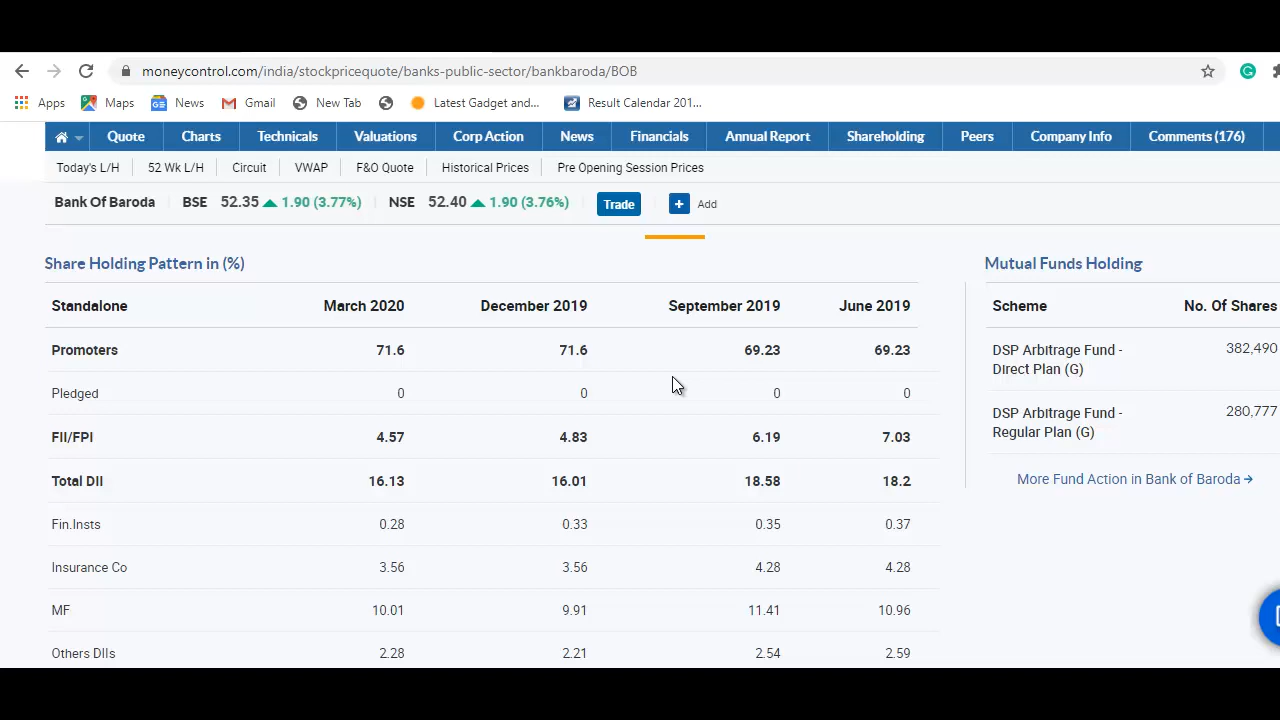 moneycontrol.com/india/stockpricequote/banks-public-sector/bankbaroda/BOB
Apps Maps News Gmail New Tab Latest Gadget and... Result Calendar 201...
Quote Charts Technicals Valuations Corp Action News Financials Annual Report Shareholding Peers Company Info Comments (176)
Today's L/H 52 Wk L/H Circuit VWAP F&O Quote Historical Prices Pre Opening Session Prices
Bank Of Baroda BSE 52.35 1.90 (3.77%) NSE 52.40 1.90 (3.76%) Trade + Add
Share Holding Pattern in (%)
Standalone March 2020 December 2019 September 2019 June 2019
Promoters 71.6 71.6 69.23 69.23
Pledged 0 0 0 0
FII/FPI 4.57 4.83 6.19 7.03
Total DII 16.13 16.01 18.58 18.2
Fin.Insts 0.28 0.33 0.35 0.37
Insurance Co 3.56 3.56 4.28 4.28
MF 10.01 9.91 11.41 10.96
Others DIIs 2.28 2.21 2.54 2.59
Mutual Funds Holding
Scheme No. Of Shares
DSP Arbitrage Fund - 382,490
Direct Plan (G)
DSP Arbitrage Fund - 280,777
Regular Plan (G)
More Fund Action in Bank of Baroda